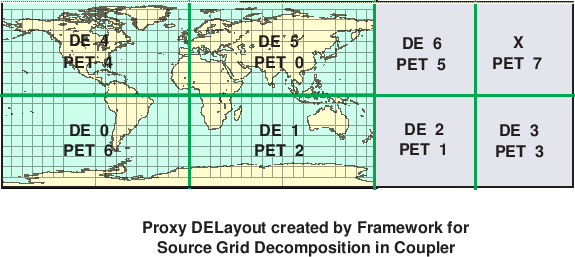 DE 4
PET 4
DE 5
PET 0
DE 6
PET 5
X
PET 7
DE 0
PET 6
DE 1
PET 2
DE 2
PET 1
DE 3
PET 3
Proxy DELayout created by Framework for
Source Grid Decomposition in Coupler